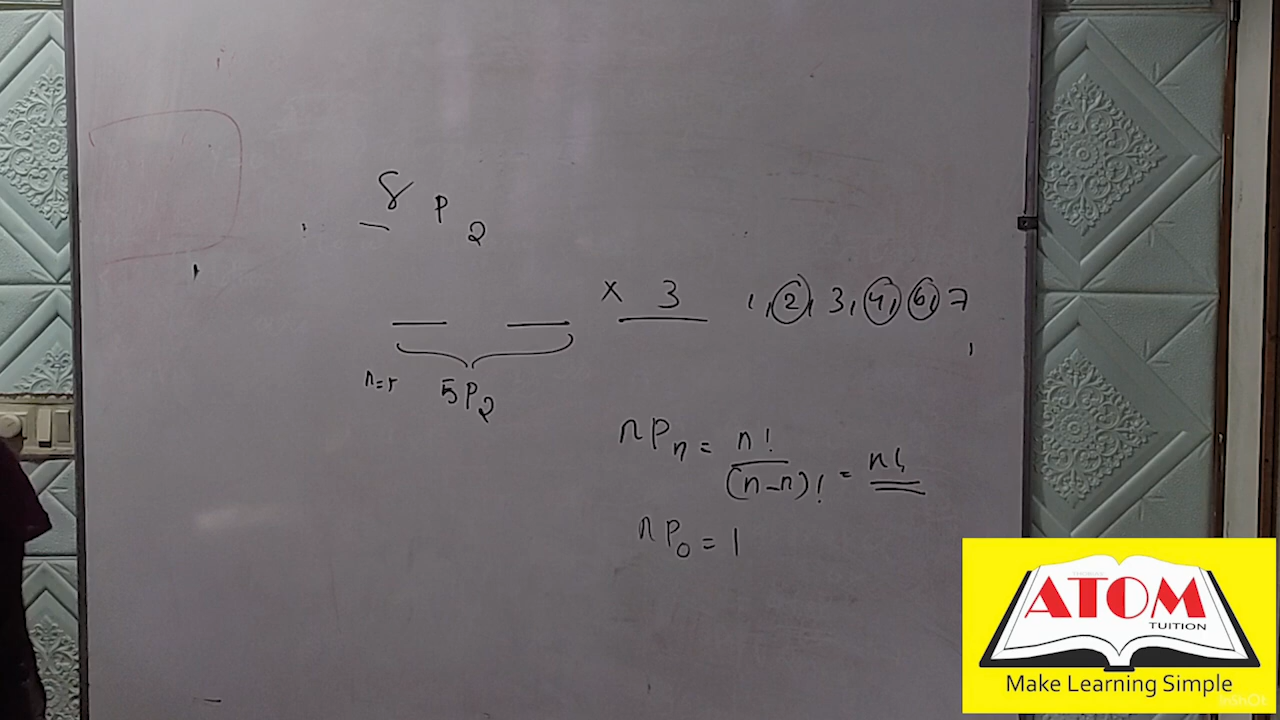 8 P 2
× 3 1, 2, 3, 4, 6, 7
n=5 5P2
nPn = n! / (n-n)! = n!
nP0 = 1
ATOM
TUITION
Make Learning Simple
InShOt